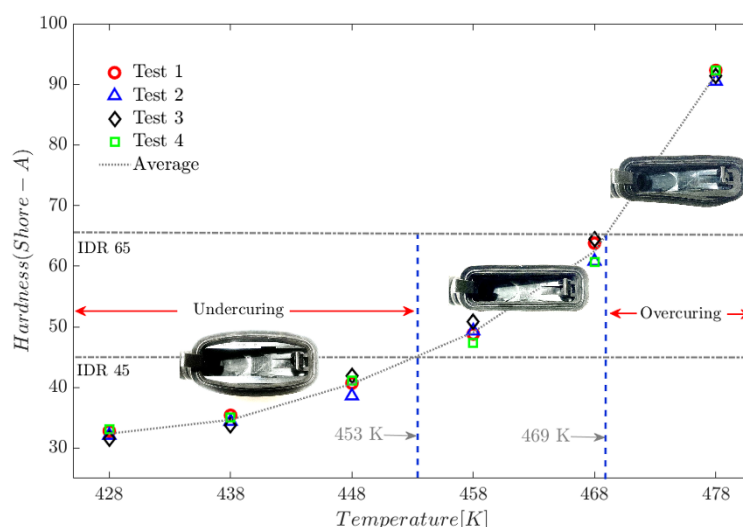 100
90
80
70
60
50
40
30
Hardness(Shore − A)
Test 1
Test 2
Test 3
Test 4
Average
IDR 65
Undercuring
Overcuring
IDR 45
453 K
469 K
428
438
448
458
468
478
Temperature[K]